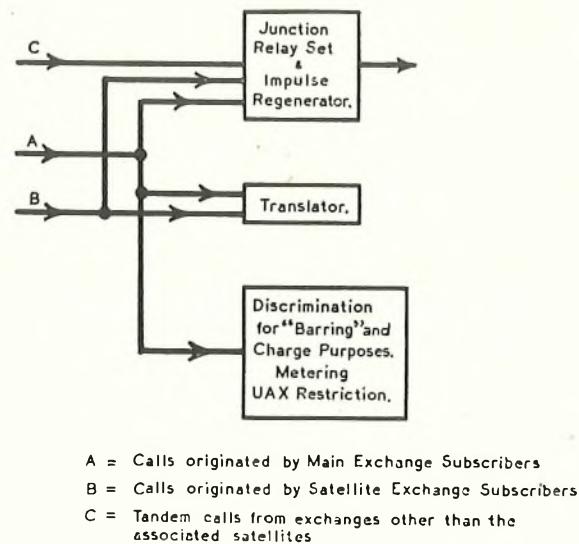 C
Junction
Relay Set
&
Impulse
Regenerator.
A
B
Translator.
Discrimination
for "Barring" and
Charge Purposes.
Metering
UAX Restriction.
A = Calls originated by Main Exchange Subscribers
B = Calls originated by Satellite Exchange Subscribers
C = Tandem calls from exchanges other than the
associated satellites